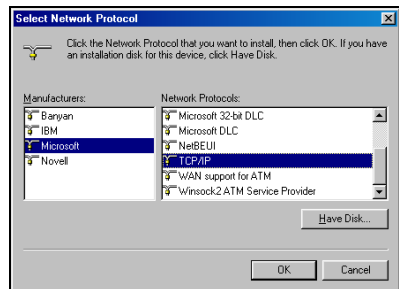 Select Network Protocol
Click the Network Protocol that you want to install, then click OK. If you have
an installation disk for this device, click Have Disk.
Manufacturers:
Banyan
IBM
Microsoft
Novell
Network Protocols:
Microsoft 32-bit DLC
Microsoft DLC
NetBEUI
TCP/IP
WAN support for ATM
Winsock2 ATM Service Provider
Have Disk...
OK
Cancel